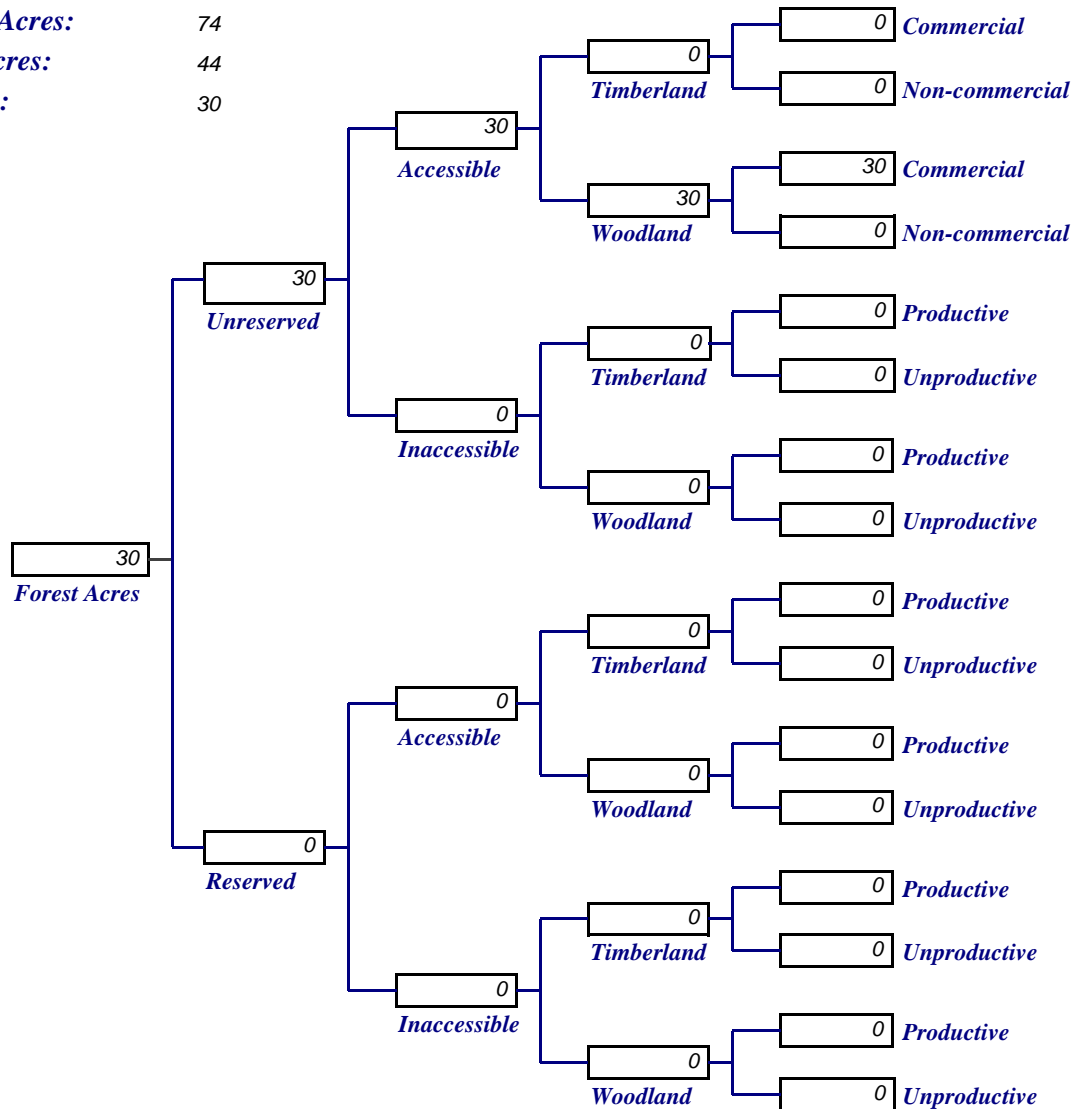 Acres: 74
cres: 44
: 30
0 Commercial
0
Timberland
0 Non-commercial
30
Accessible
30 Commercial
30
Woodland
0 Non-commercial
30
Unreserved
0 Productive
0
Timberland
0 Unproductive
0
Inaccessible
0 Productive
0
Woodland
0 Unproductive
30
Forest Acres
0 Productive
0
Timberland
0 Unproductive
0
Accessible
0 Productive
0
Woodland
0 Unproductive
0
Reserved
0 Productive
0
Timberland
0 Unproductive
0
Inaccessible
0 Productive
0
Woodland
0 Unproductive